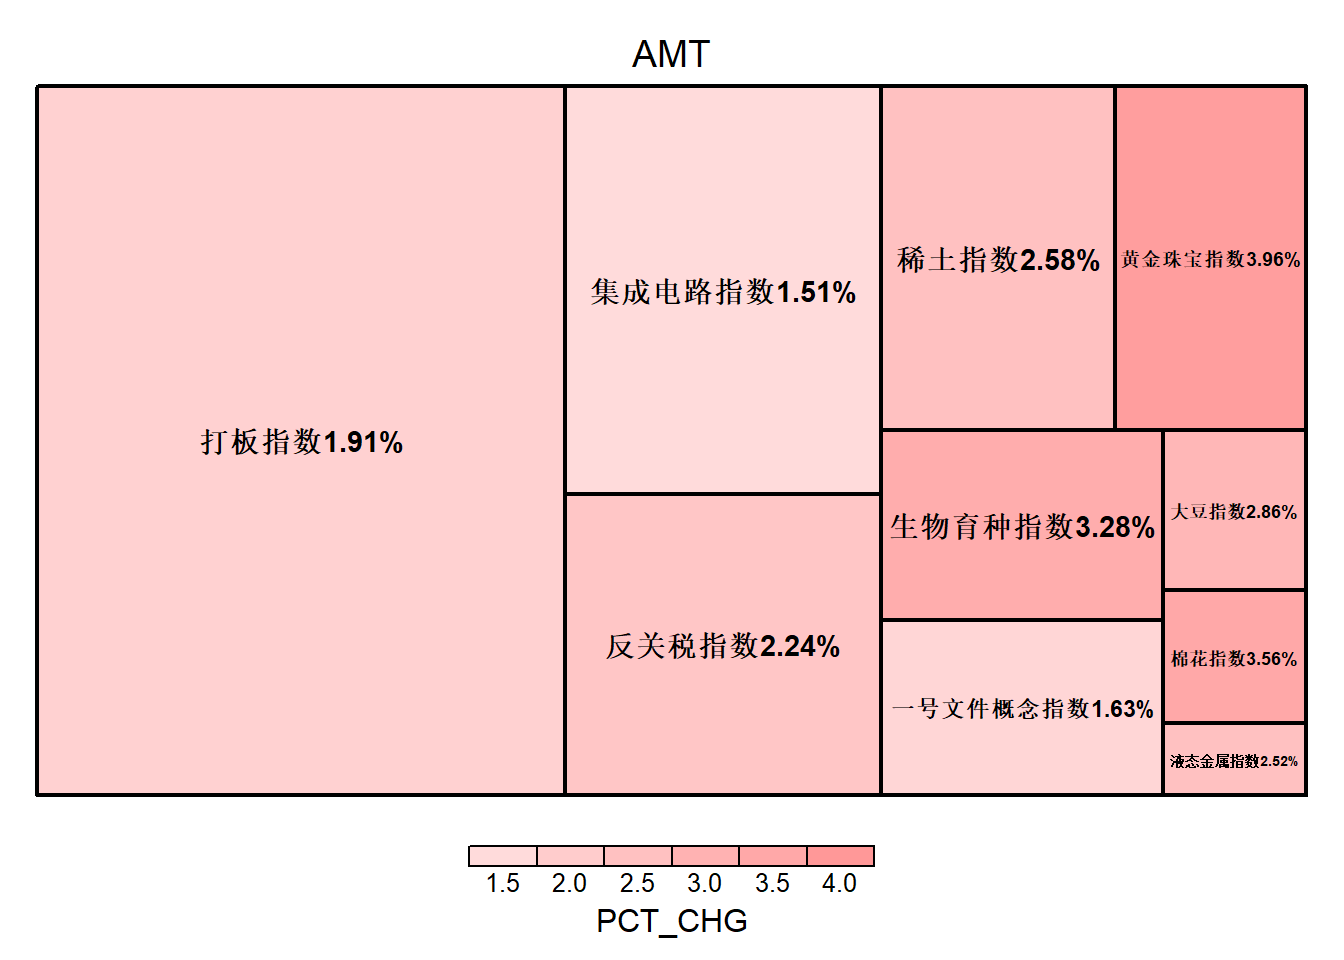 AMT
打板指数1.91%
集成电路指数1.51%
反关税指数2.24%
稀土指数2.58%
黄金珠宝指数3.96%
生物育种指数3.28%
一号文件概念指数1.63%
大豆指数2.86%
棉花指数3.56%
液态金属指数2.52%
1.5 2.0 2.5 3.0 3.5 4.0
PCT_CHG